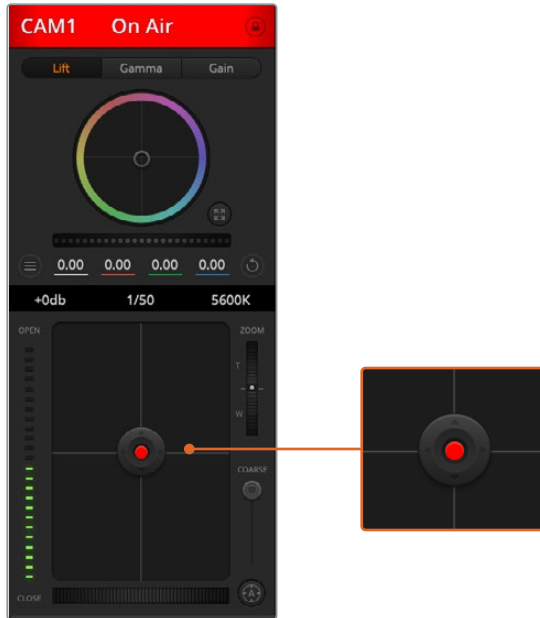 CAM1 On Air
Lift Gamma Gain
0.00 0.00 0.00 0.00
+0db 1/50 5600K
OPEN ZOOM
T
W
COARSE
A
CLOSE